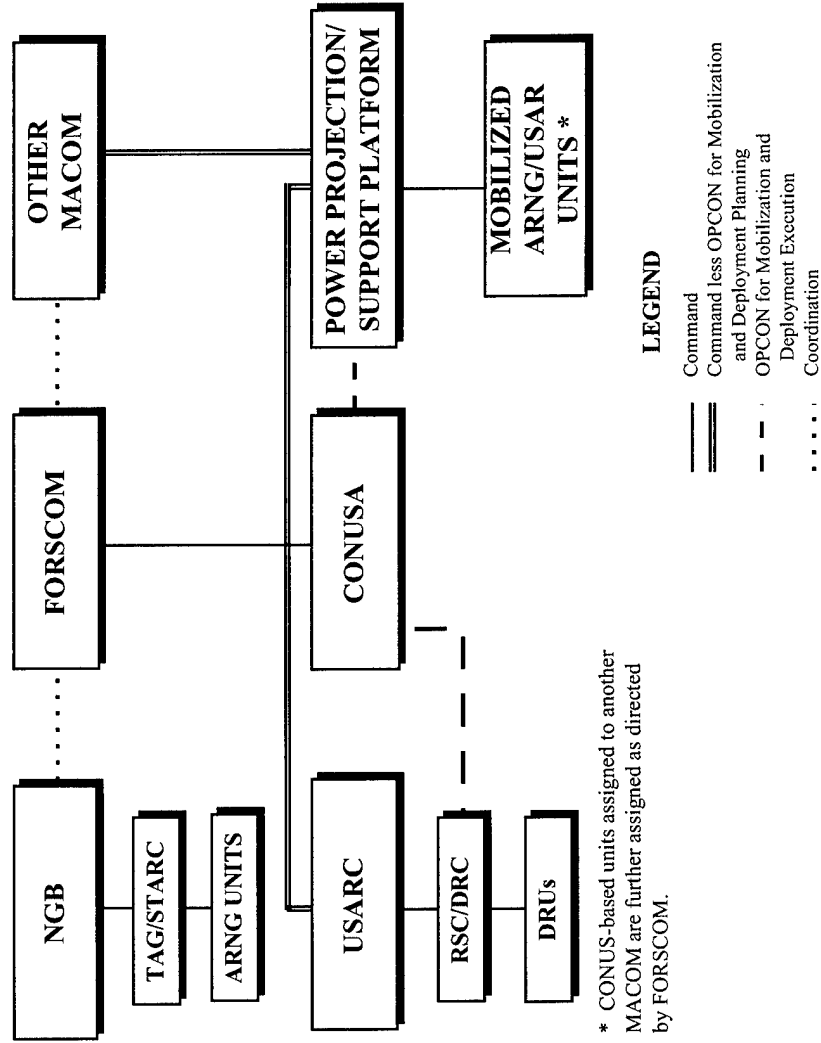 NGB
FORSCOM
OTHER
MACOM
TAG/STARC
ARNG UNITS
USARC
CONUSA
POWER PROJECTION/
SUPPORT PLATFORM
RSC/DRC
DRUs
MOBILIZED
ARNG/USAR
UNITS *
* CONUS-based units assigned to another
MACOM are further assigned as directed
by FORSCOM.
LEGEND
Command
Command less OPCON for Mobilization
and Deployment Planning
OPCON for Mobilization and
Deployment Execution
Coordination